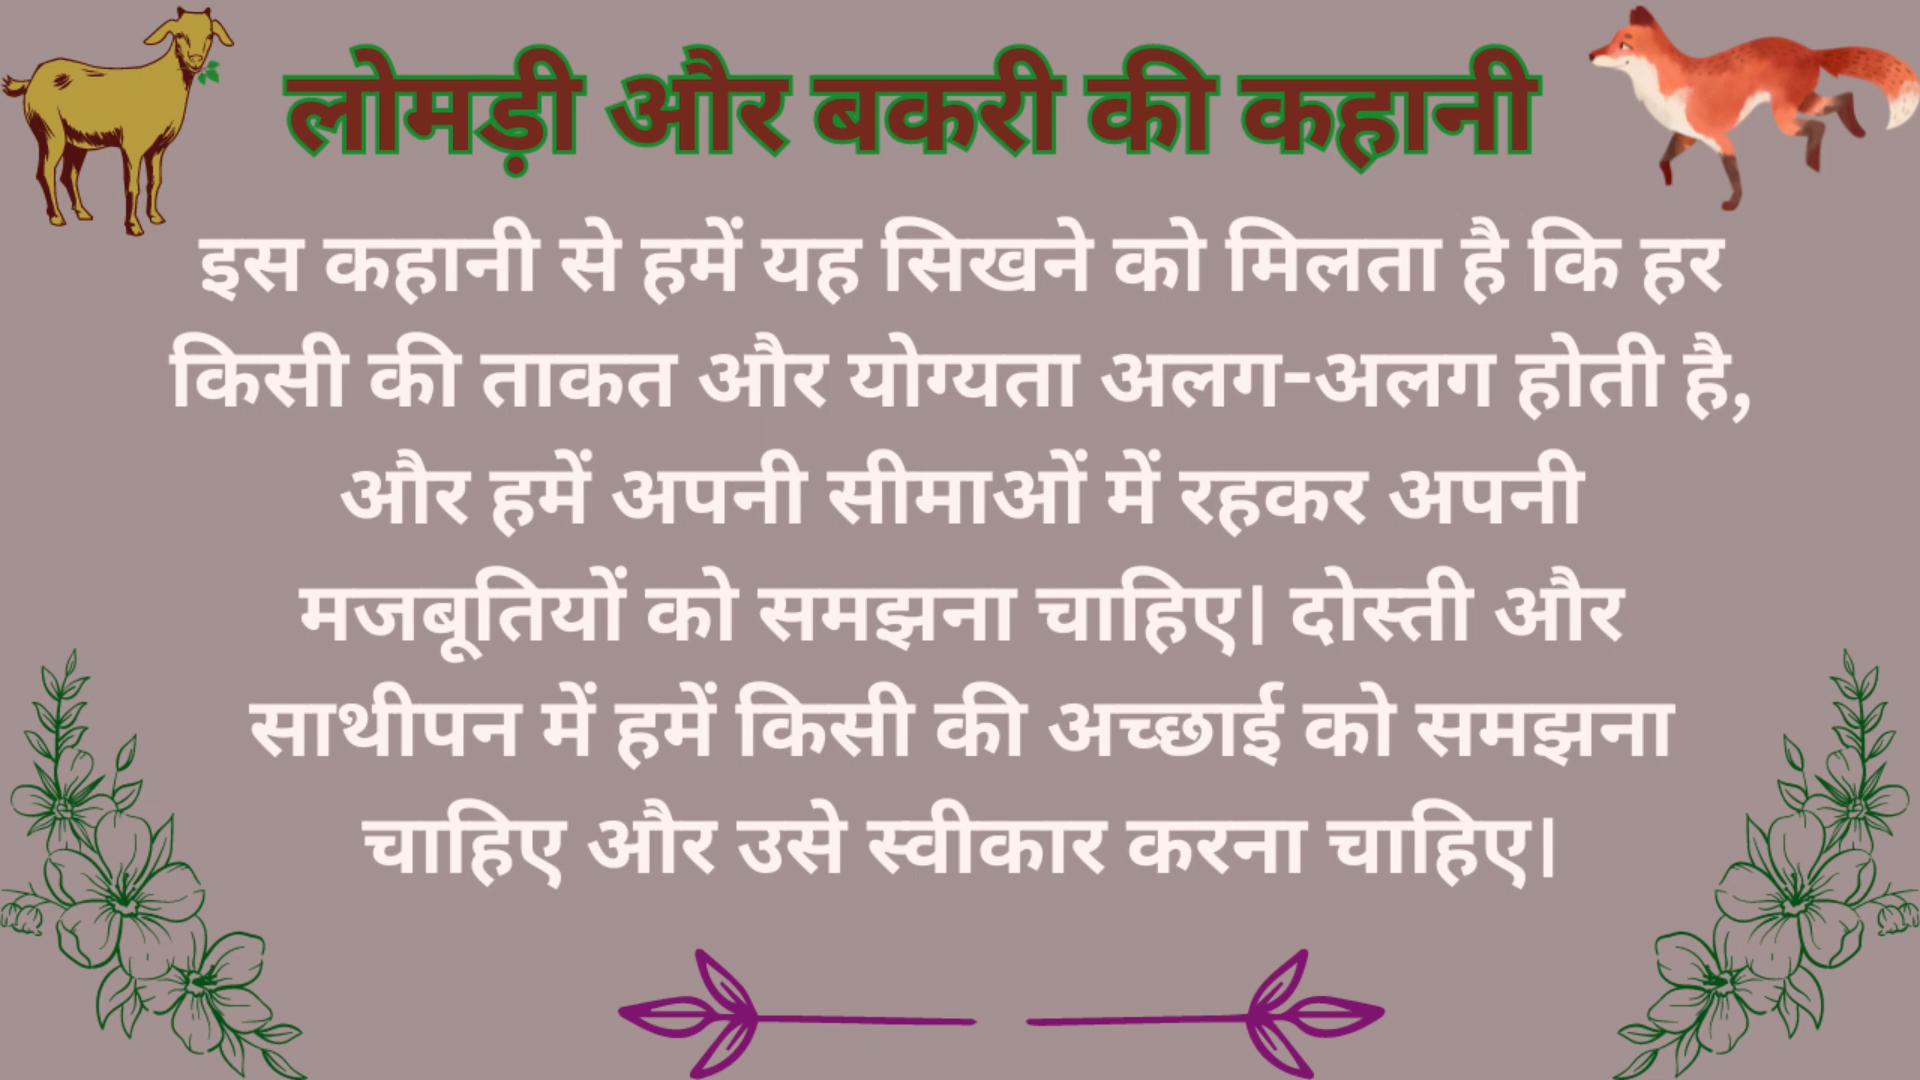 लोमड़ी और बकरी की कहानी
इस कहानी से हमें यह सिखने को मिलता है कि हर
किसी की ताकत और योग्यता अलग-अलग होती है,
और हमें अपनी सीमाओं में रहकर अपनी
मजबूतियों को समझना चाहिए। दोस्ती और
साथीपन में हमें किसी की अच्छाई को समझना
चाहिए और उसे स्वीकार करना चाहिए।